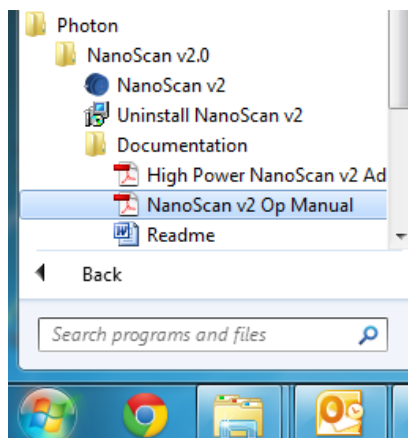 Photon
NanoScan v2.0
NanoScan v2
Uninstall NanoScan v2
Documentation
High Power NanoScan v2 Ad
NanoScan v2 Op Manual
Readme
Back
Search programs and files